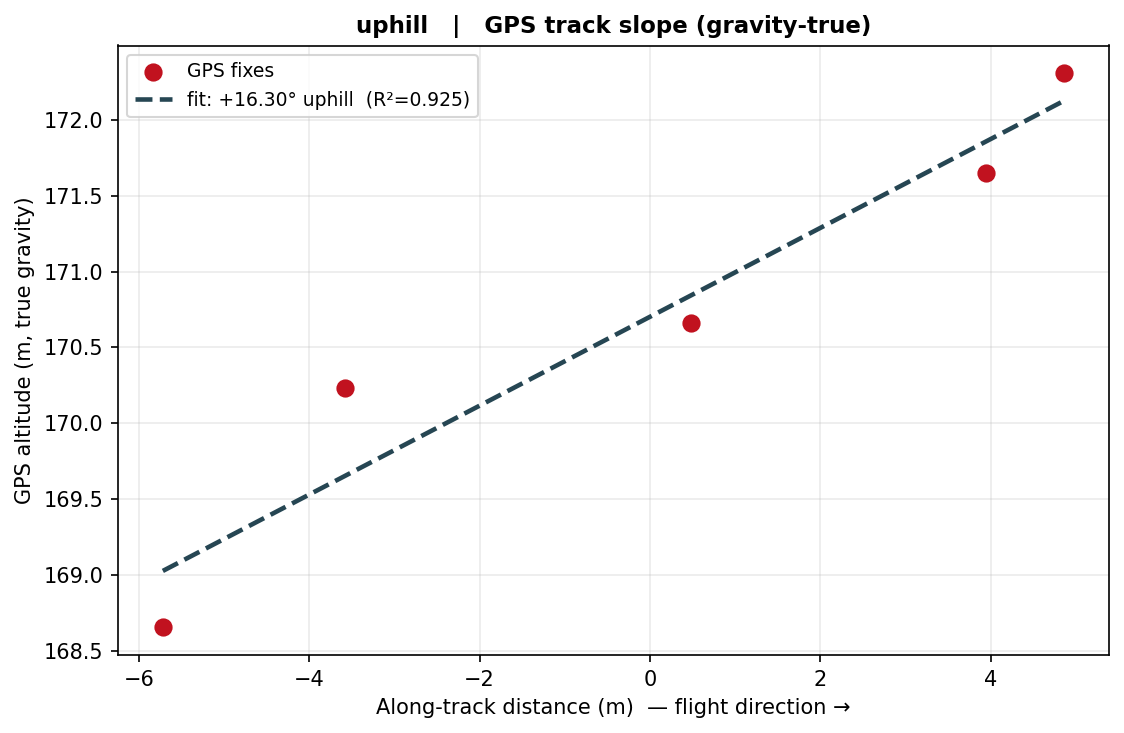 uphill | GPS track slope (gravity-true)
GPS fixes
fit: +16.30° uphill (R²=0.925)
GPS altitude (m, true gravity)
172.0
171.5
171.0
170.5
170.0
169.5
169.0
168.5
−6 −4 −2 0 2 4
Along-track distance (m) — flight direction →